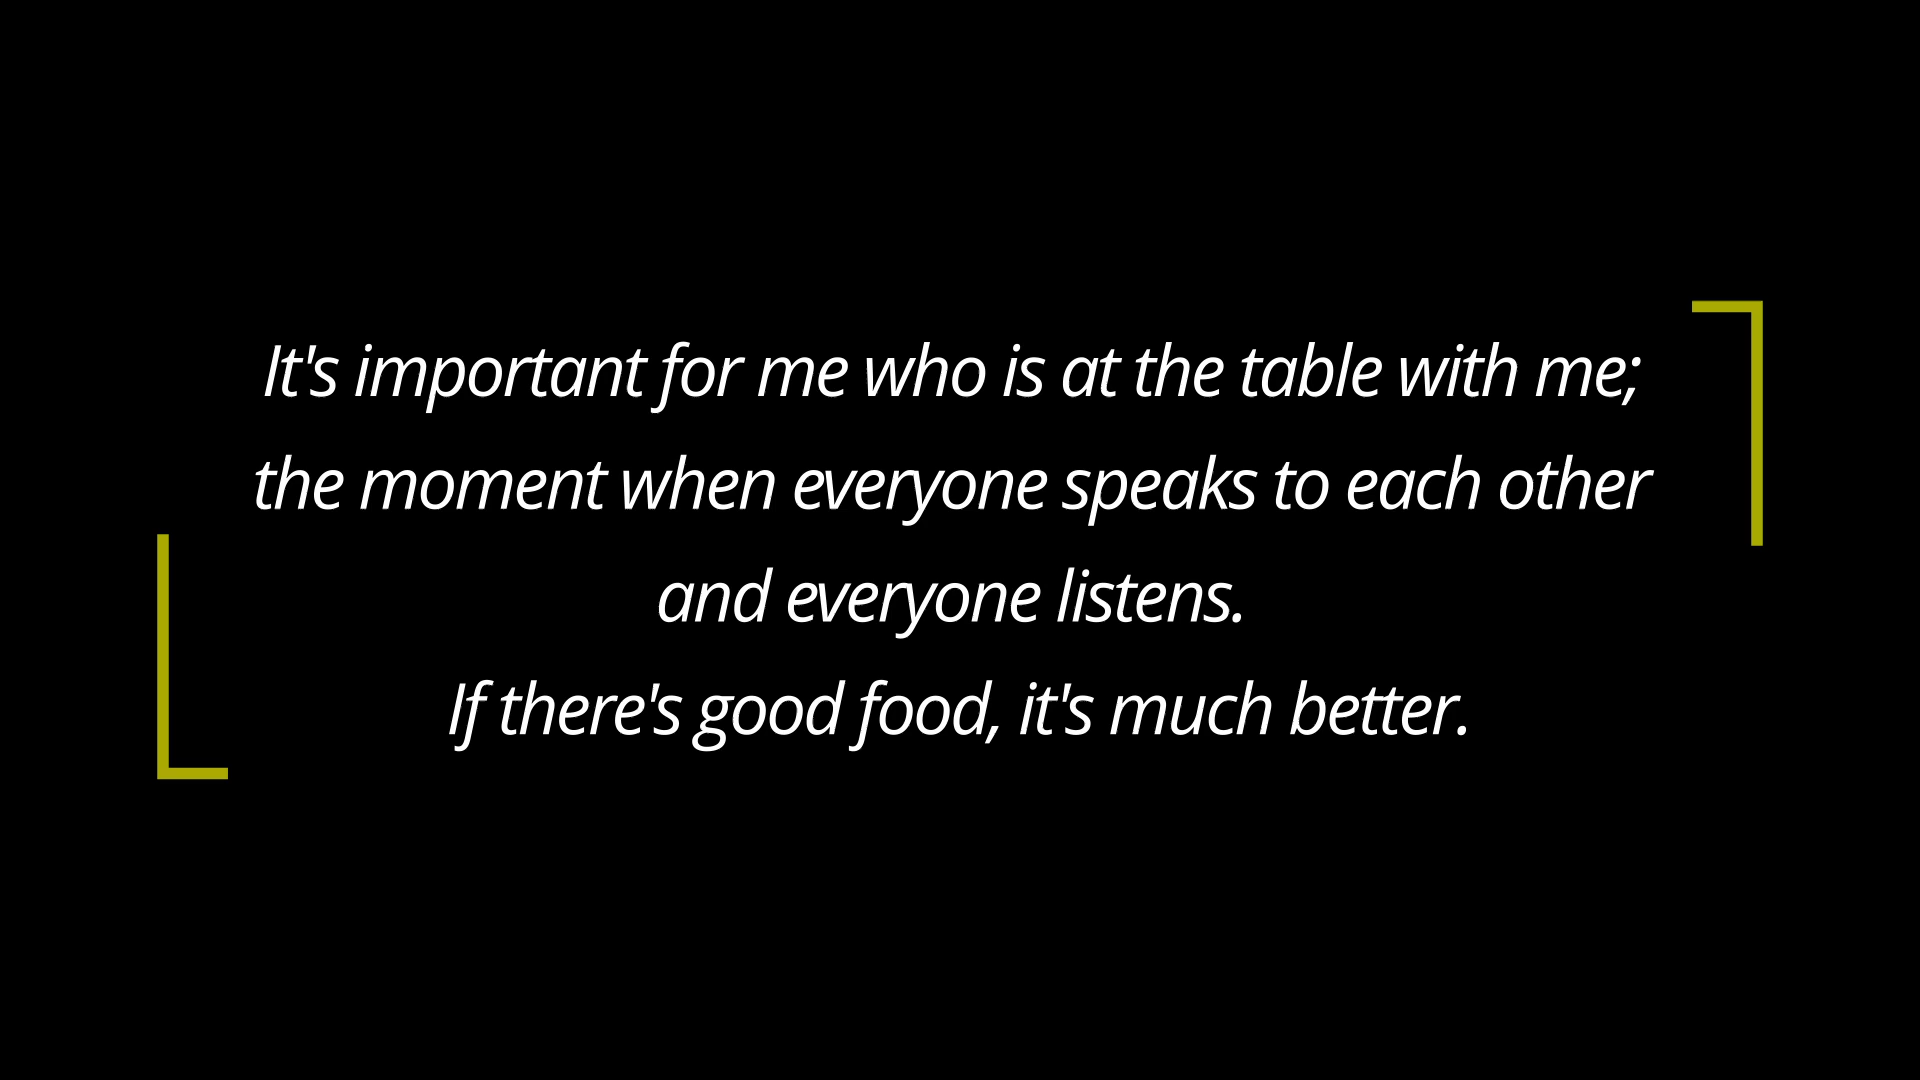 It's important for me who is at the table with me;
the moment when everyone speaks to each other
and everyone listens.
If there's good food, it's much better.